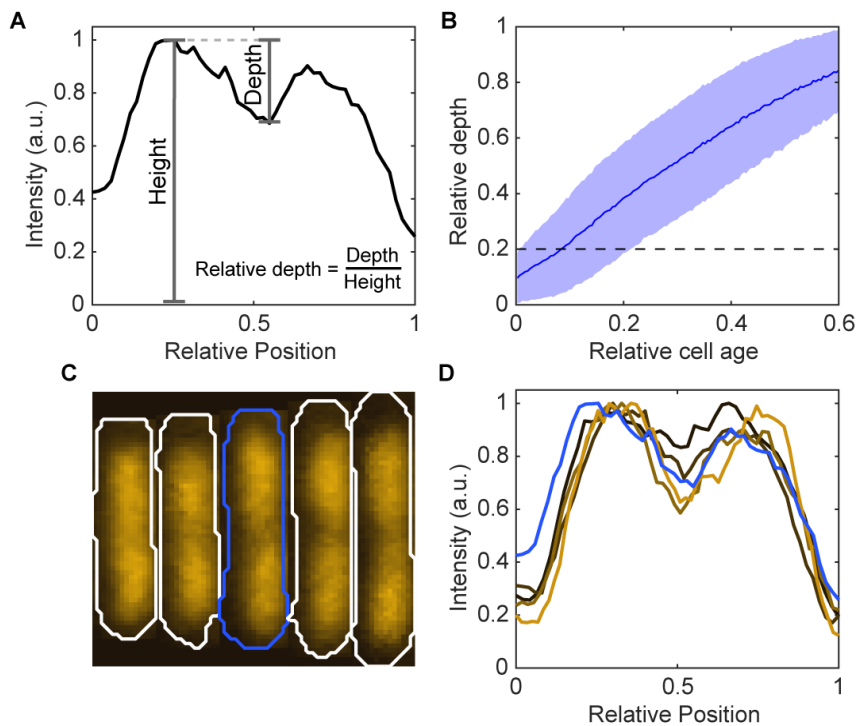 A
Intensity (a.u.)
1
0.8
0.6
0.4
0.2
0
Height
Depth
Relative depth = Depth
Height
0
0.5
1
Relative Position
B
Relative depth
1
0.8
0.6
0.4
0.2
0
0
0.2
0.4
0.6
Relative cell age
C
D
Intensity (a.u.)
1
0.8
0.6
0.4
0.2
0
0
0.5
1
Relative Position